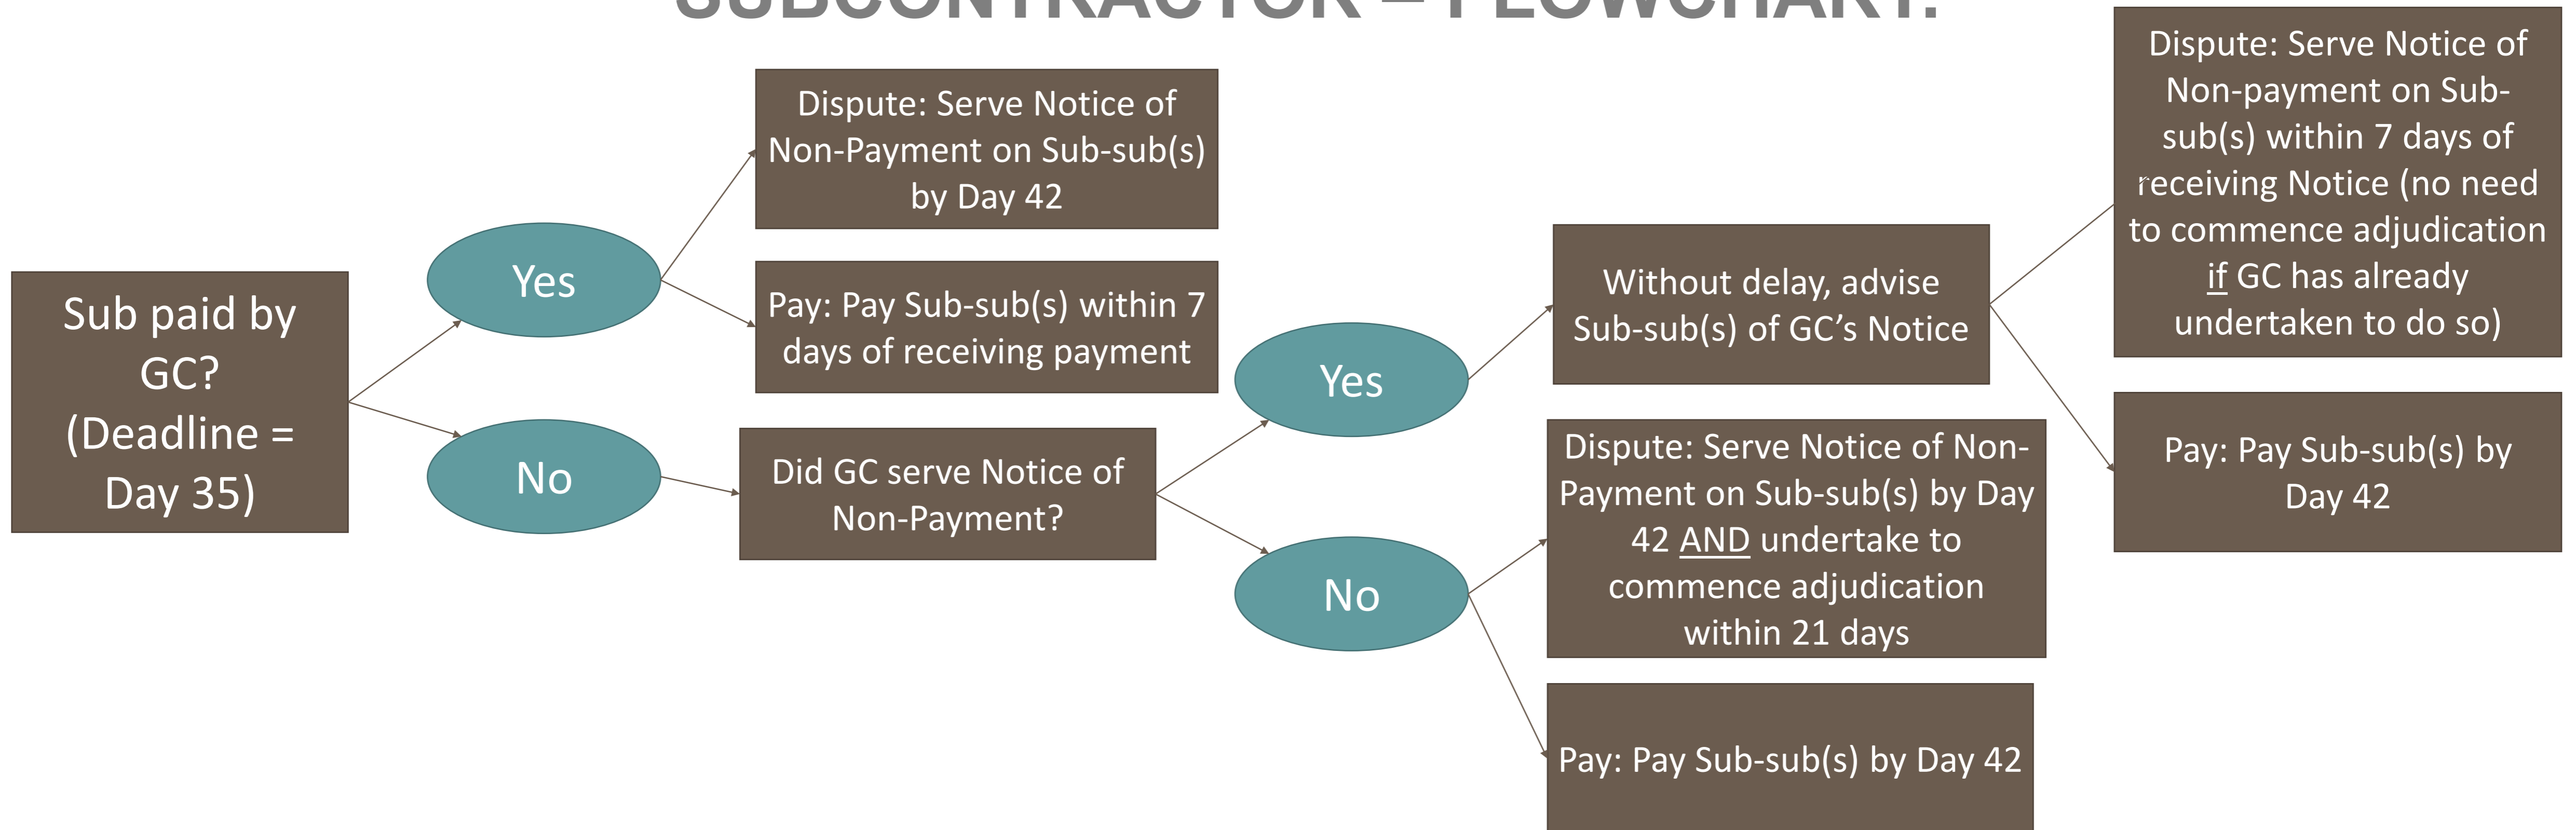 SUBCONTRACTOR – FLOWCHART:
Sub paid by
GC?
(Deadline =
Day 35)
Yes
No
Dispute: Serve Notice of
Non-Payment on Sub-sub(s)
by Day 42
Pay: Pay Sub-sub(s) within 7
days of receiving payment
Did GC serve Notice of
Non-Payment?
Yes
No
Without delay, advise
Sub-sub(s) of GC’s Notice
Dispute: Serve Notice of Non-
Payment on Sub-sub(s) by Day
42 AND undertake to
commence adjudication
within 21 days
Pay: Pay Sub-sub(s) by Day 42
Dispute: Serve Notice of
Non-payment on Sub-
sub(s) within 7 days of
receiving Notice (no need
to commence adjudication
if GC has already
undertaken to do so)
Pay: Pay Sub-sub(s) by
Day 42